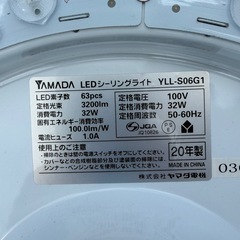 YAMADA LEDシーリングライト YLL-S06G1
LED素子数 63pcs
定格光束 3200lm
消費電力 32W
固有エネルギー消費効率 100.0lm/W
電流ヒューズ 1.0A
定格電圧 100V
定格消費電力 32W
定格周波数 50-60Hz
JQA
PS
E
使用上のご注意
20年製
MADE IN CHINA
株式会社 ヤマダ電機
030